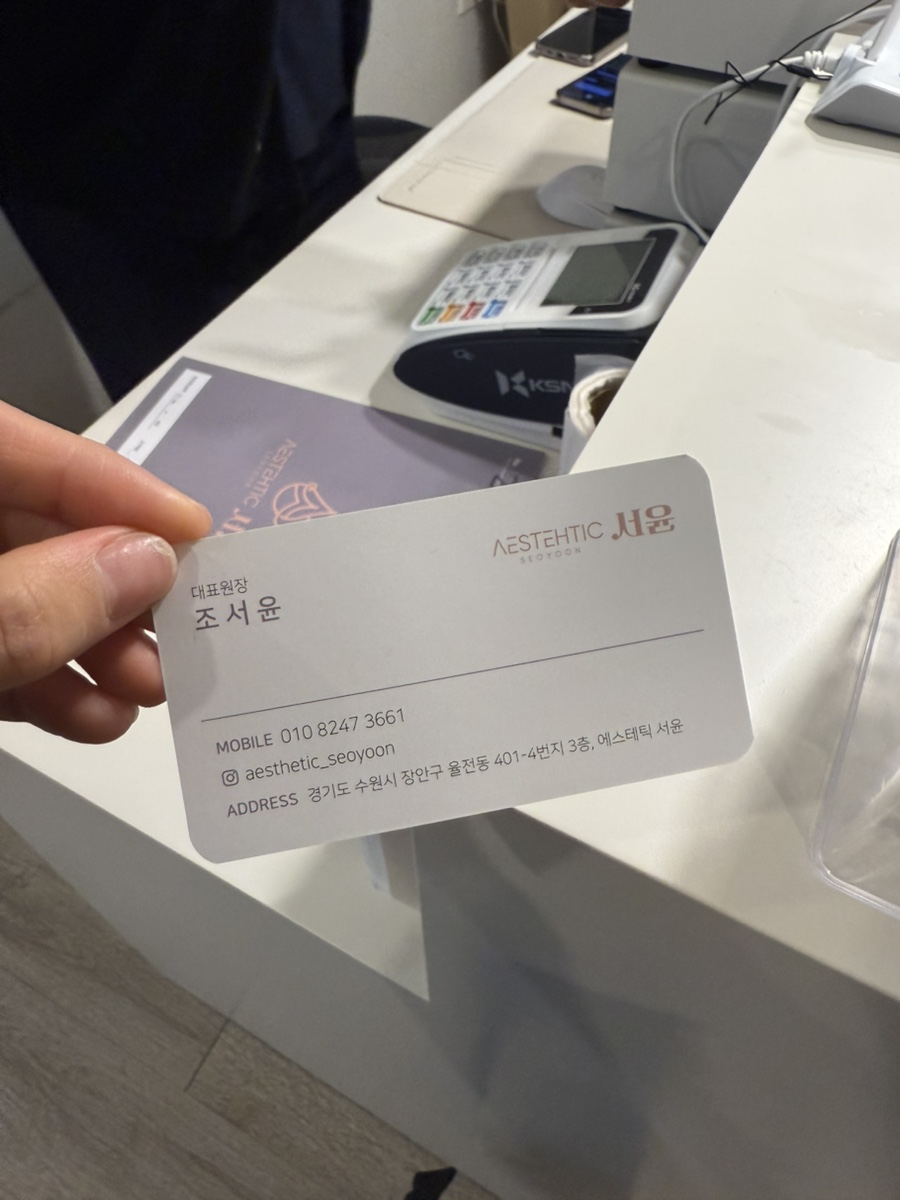 KSN
AESTEHTIC
AESTEHTIC 서윤
SEOYOON
대표원장
조서윤
MOBILE 010 8247 3661
aesthetic_seoyoon
ADDRESS 경기도 수원시 장안구 율전동 401-4번지 3층, 에스테틱 서윤